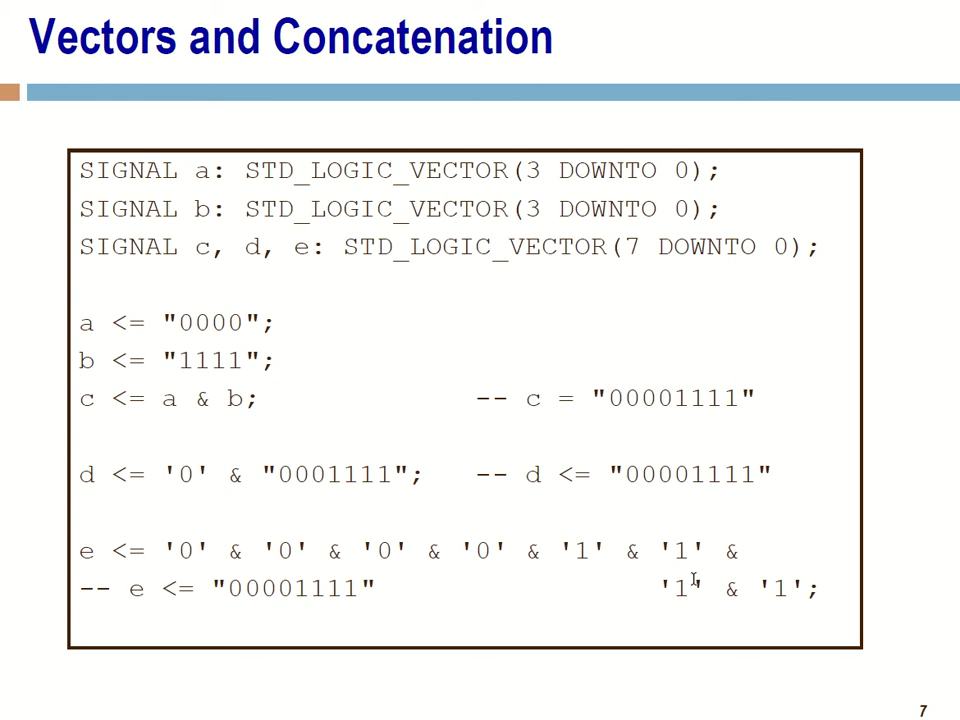 Vectors and Concatenation
SIGNAL a: STD_LOGIC_VECTOR(3 DOWNTO 0);
SIGNAL b: STD_LOGIC_VECTOR(3 DOWNTO 0);
SIGNAL c, d, e: STD_LOGIC_VECTOR(7 DOWNTO 0);
a <= "0000";
b <= "1111";
c <= a & b; -- c = "00001111"
d <= '0' & "0001111"; -- d <= "00001111"
e <= '0' & '0' & '0' & '0' & '1' & '1' &
-- e <= "00001111" '1' & '1';
7